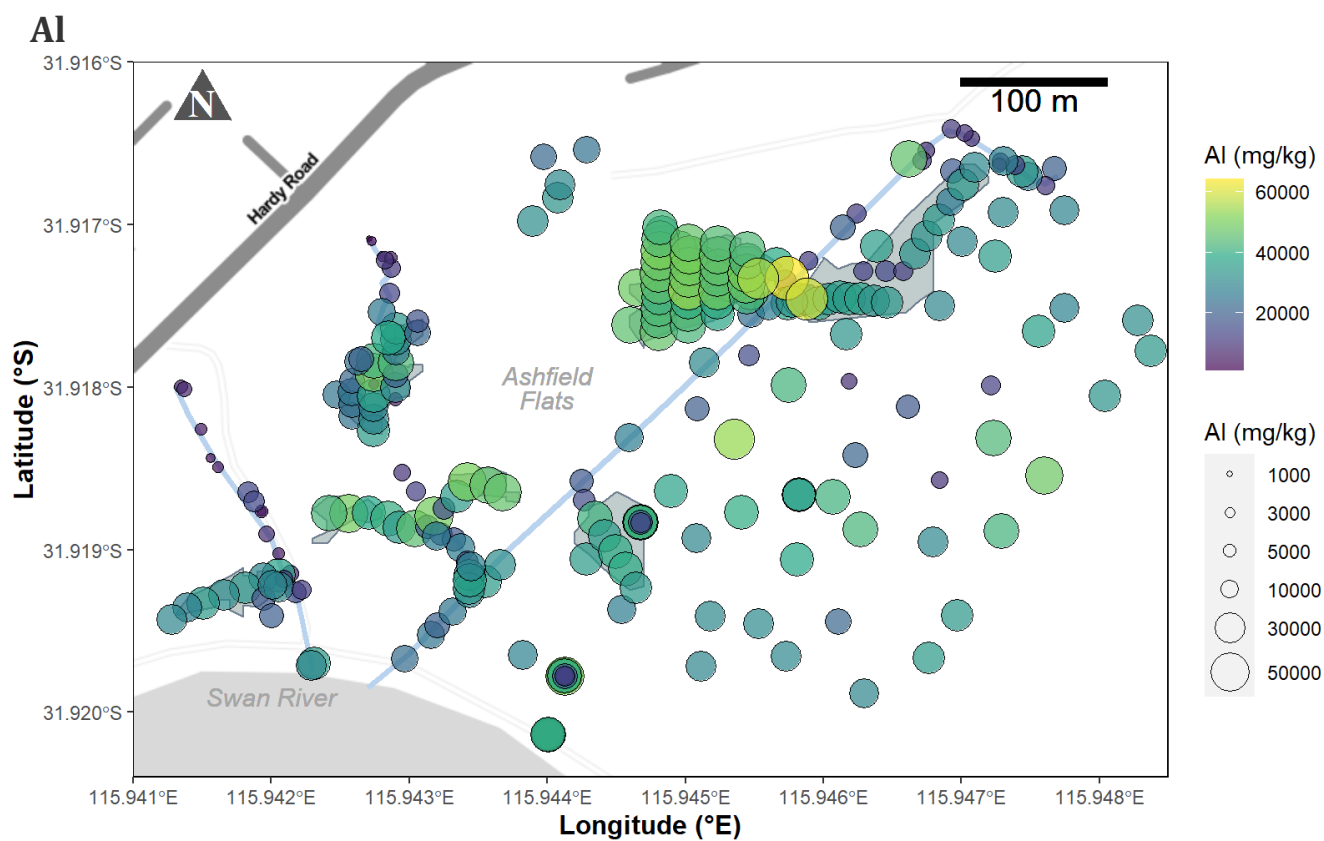 Al
31.916°S
31.917°S
31.918°S
31.919°S
31.920°S
Latitude (°S)
N
Hardy Road
100 m
Ashfield
Flats
Swan River
115.941°E
115.942°E
115.943°E
115.944°E
115.945°E
115.946°E
115.947°E
115.948°E
Longitude (°E)
Al (mg/kg)
60000
40000
20000
Al (mg/kg)
1000
3000
5000
10000
30000
50000